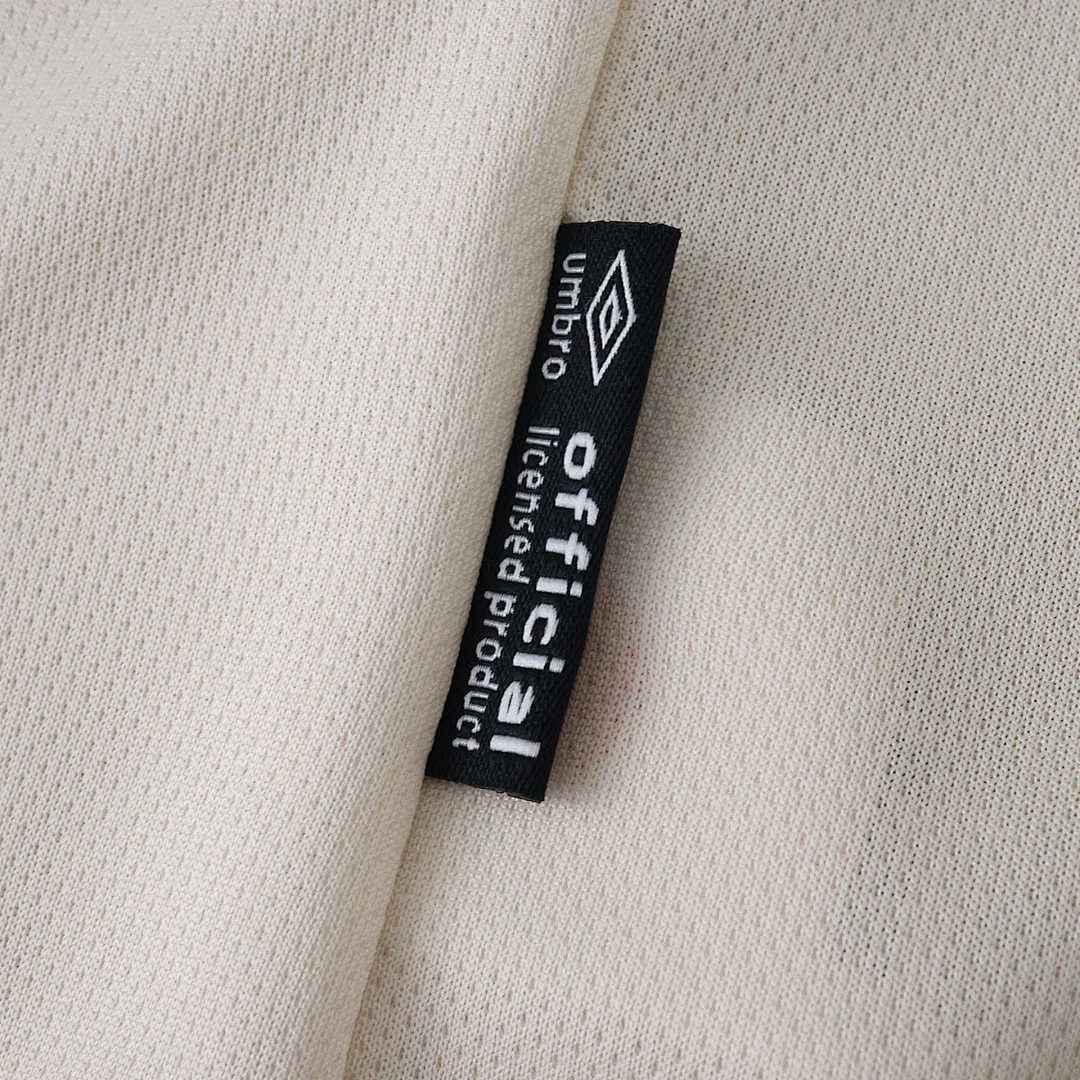 umbro
official
licensed product